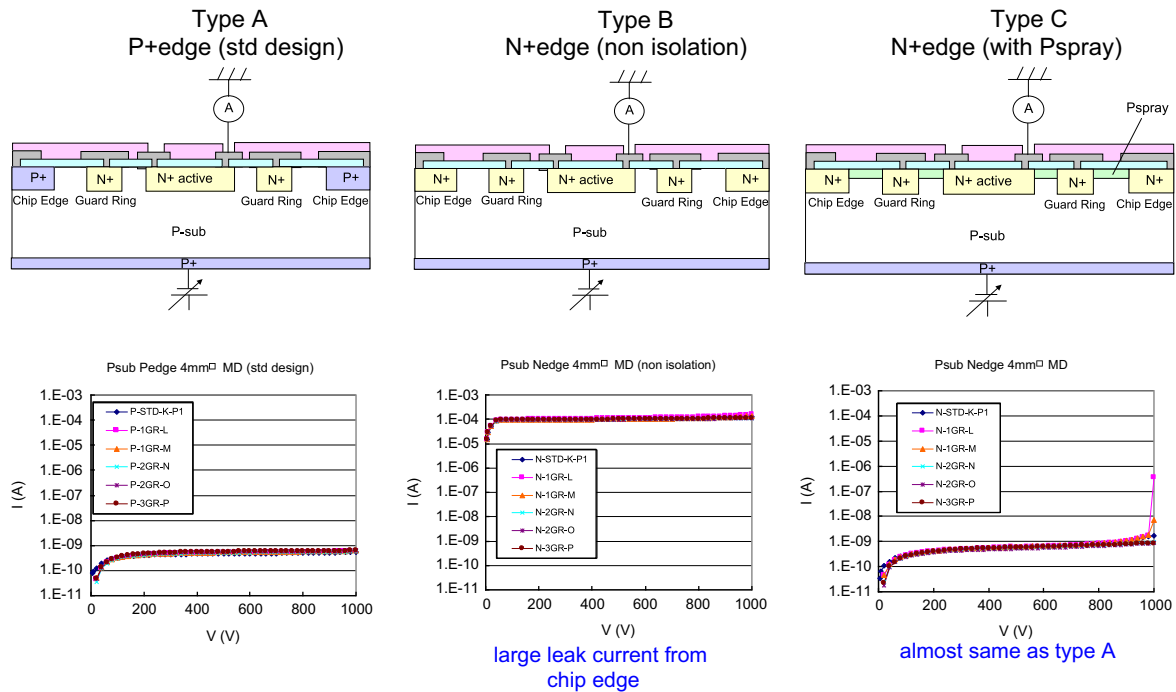 Type A
P+edge (std design)
A
P+
N+
N+ active
N+
P+
Chip Edge
Guard Ring
Guard Ring
Chip Edge
P-sub
P+
Type B
N+edge (non isolation)
A
N+
N+
N+ active
N+
N+
Chip Edge
Guard Ring
Guard Ring
Chip Edge
P-sub
P+
Type C
N+edge (with Pspray)
Pspray
A
N+
N+
N+ active
N+
N+
Chip Edge
Guard Ring
Guard Ring
Chip Edge
P-sub
P+
Psub Pedge 4mm□ MD (std design)
I (A)
1.E-03
1.E-04
1.E-05
1.E-06
1.E-07
1.E-08
1.E-09
1.E-10
1.E-11
P-STD-K-P1
P-1GR-L
P-1GR-M
P-2GR-N
P-2GR-O
P-3GR-P
0 200 400 600 800 1000
V (V)
Psub Nedge 4mm□ MD (non isolation)
I (A)
1.E-03
1.E-04
1.E-05
1.E-06
1.E-07
1.E-08
1.E-09
1.E-10
1.E-11
N-STD-K-P1
N-1GR-L
N-1GR-M
N-2GR-N
N-2GR-O
N-3GR-P
0 200 400 600 800 1000
V (V)
large leak current from
chip edge
Psub Nedge 4mm□ MD
I (A)
1.E-03
1.E-04
1.E-05
1.E-06
1.E-07
1.E-08
1.E-09
1.E-10
1.E-11
N-STD-K-P1
N-1GR-L
N-1GR-M
N-2GR-N
N-2GR-O
N-3GR-P
0 200 400 600 800 1000
V (V)
almost same as type A